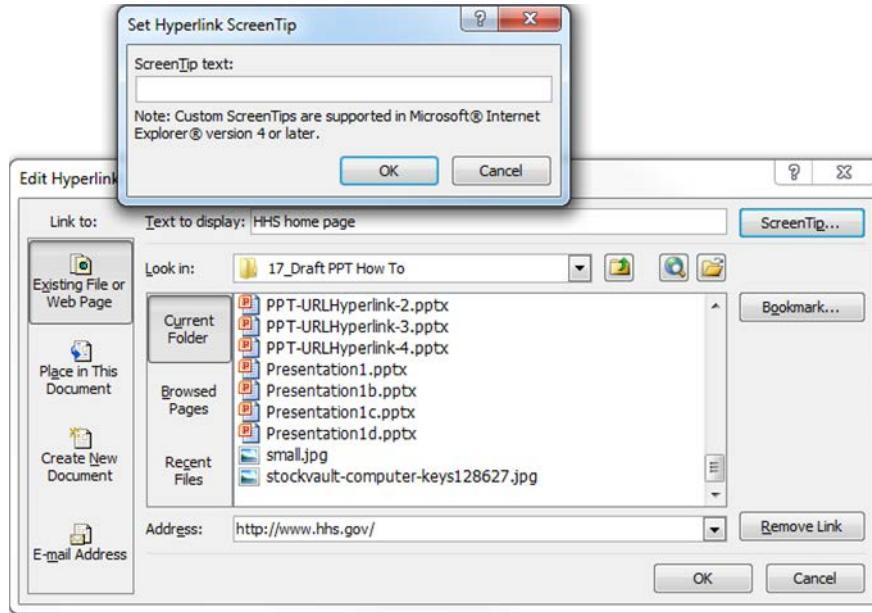 Set Hyperlink ScreenTip
ScreenTip text:
Note: Custom ScreenTips are supported in Microsoft® Internet
Explorer® version 4 or later.
OK
Cancel
Edit Hyperlink
Link to:
Text to display: HHS home page
ScreenTip...
Existing File or
Web Page
Look in:
17_Draft PPT How To
Bookmark...
Current
Folder
PPT-URLHyperlink-2.pptx
PPT-URLHyperlink-3.pptx
PPT-URLHyperlink-4.pptx
Presentation1.pptx
Presentation1b.pptx
Presentation1c.pptx
Presentation1d.pptx
small.jpg
stockvault-computer-keys128627.jpg
Place in This
Document
Browsed
Pages
Create New
Document
Recent
Files
E-mail Address
Address:
http://www.hhs.gov/
Remove Link
OK
Cancel